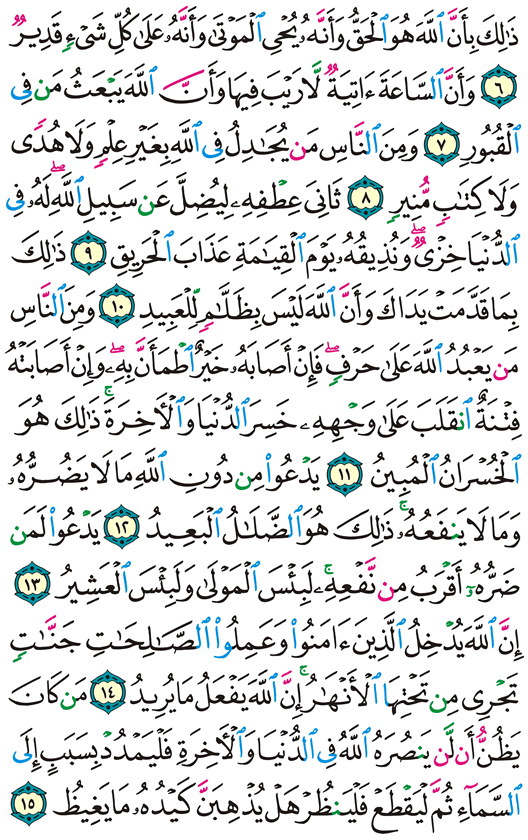 ذَٰلِكَ بِأَنَّ ٱللَّهَ هُوَ ٱلۡحَقُّ وَأَنَّهُۥ يُحۡيِ ٱلۡمَوۡتَىٰ وَأَنَّهُۥ عَلَىٰ كُلِّ شَيۡءٖ قَدِيرٞ
٦ وَأَنَّ ٱلسَّاعَةَ ءَاتِيَةٞ لَّا رَيۡبَ فِيهَا وَأَنَّ ٱللَّهَ يَبۡعَثُ مَن فِي
ٱلۡقُبُورِ ٧ وَمِنَ ٱلنَّاسِ مَن يُجَٰدِلُ فِي ٱللَّهِ بِغَيۡرِ عِلۡمٖ وَلَا هُدٗى
وَلَا كِتَٰبٖ مُّنِيرٖ ٨ ثَانِيَ عِطۡفِهِۦ لِيُضِلَّ عَن سَبِيلِ ٱللَّهِۖ لَهُۥ فِي
ٱلدُّنۡيَا خِزۡيٞۖ وَنُذِيقُهُۥ يَوۡمَ ٱلۡقِيَٰمَةِ عَذَابَ ٱلۡحَرِيقِ ٩ ذَٰلِكَ
بِمَا قَدَّمَتۡ يَدَاكَ وَأَنَّ ٱللَّهَ لَيۡسَ بِظَلَّٰمٖ لِّلۡعَبِيدِ ١٠ وَمِنَ ٱلنَّاسِ
مَن يَعۡبُدُ ٱللَّهَ عَلَىٰ حَرۡفٖۖ فَإِنۡ أَصَابَهُۥ خَيۡرٌ ٱطۡمَأَنَّ بِهِۦۖ وَإِنۡ أَصَابَتۡهُ
فِتۡنَةٌ ٱنقَلَبَ عَلَىٰ وَجۡهِهِۦ خَسِرَ ٱلدُّنۡيَا وَٱلۡأٓخِرَةَۚ ذَٰلِكَ هُوَ
ٱلۡخُسۡرَانُ ٱلۡمُبِينُ ١١ يَدۡعُواْ مِن دُونِ ٱللَّهِ مَا لَا يَضُرُّهُۥ
وَمَا لَا يَنفَعُهُۥۚ ذَٰلِكَ هُوَ ٱلضَّلَٰلُ ٱلۡبَعِيدُ ١٢ يَدۡعُواْ لَمَن
ضَرُّهُۥٓ أَقۡرَبُ مِن نَّفۡعِهِۦۚ لَبِئۡسَ ٱلۡمَوۡلَىٰ وَلَبِئۡسَ ٱلۡعَشِيرُ ١٣
إِنَّ ٱللَّهَ يُدۡخِلُ ٱلَّذِينَ ءَامَنُواْ وَعَمِلُواْ ٱلصَّٰلِحَٰتِ جَنَّٰتٖ
تَجۡرِي مِن تَحۡتِهَا ٱلۡأَنۡهَٰرُۚ إِنَّ ٱللَّهَ يَفۡعَلُ مَا يُرِيدُ ١٤ مَن كَانَ
يَظُنُّ أَن لَّن يَنصُرَهُ ٱللَّهُ فِي ٱلدُّنۡيَا وَٱلۡأٓخِرَةِ فَلۡيَمۡدُدۡ بِسَبَبٍ إِلَى
ٱلسَّمَآءِ ثُمَّ لۡيَقۡطَعۡ فَلۡيَنظُرۡ هَلۡ يُذۡهِبَنَّ كَيۡدُهُۥ مَا يَغِيظُ ١٥